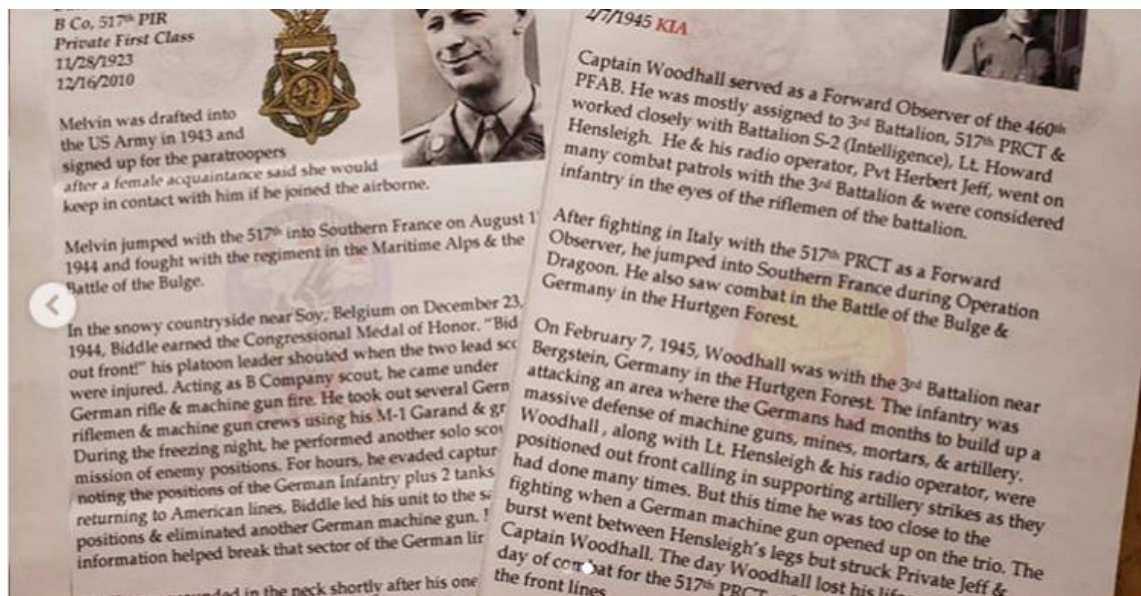 B Co, 517th PIR
Private First Class
11/28/1923
12/16/2010
Melvin was drafted into
the US Army in 1943 and
signed up for the paratroopers
after a female acquaintance said she would
keep in contact with him if he joined the airborne.
Melvin jumped with the 517th into Southern France on August
1944 and fought with the regiment in the Maritime Alps & the
Battle of the Bulge.
In the snowy countryside near Soy, Belgium on December 23,
1944, Biddle earned the Congressional Medal of Honor. "Bid
out front!" his platoon leader shouted when the two lead sc
were injured. Acting as B Company scout, he came under
German rifle & machine gun fire. He took out several Germ
riflemen & machine gun crews using his M-1 Garand & gr
During the freezing night, he performed another solo scou
mission of enemy positions. For hours, he evaded captur
noting the positions of the German Infantry plus 2 tanks
returning to American lines, Biddle led his unit to the sa
positions & eliminated another German machine gun.
information helped break that sector of the German lin
in the neck shortly after his one
2/7/1945 KIA
Captain Woodhall served as a Forward Observer of the 460th
PFAB. He was mostly assigned to 3rd Battalion, 517th PRCT &
worked closely with Battalion S-2 (Intelligence), Lt. Howard
Hensleigh. He & his radio operator, Pvt Herbert Jeff, went on
many combat patrols with the 3rd Battalion & were considered
infantry in the eyes of the riflemen of the battalion.
After fighting in Italy with the 517th PRCT as a Forward
Observer, he jumped into Southern France during Operation
Dragoon. He also saw combat in the Battle of the Bulge &
Germany in the Hurtgen Forest.
On February 7, 1945, Woodhall was with the 3rd Battalion near
Bergstein, Germany in the Hurtgen Forest. The infantry was
attacking an area where the Germans had months to build up a
massive defense of machine guns, mines, mortars, & artillery.
Woodhall , along with Lt. Hensleigh & his radio operator, were
positioned out front calling in supporting artillery strikes as they
had done many times. But this time he was too close to the
fighting when a German machine gun opened up on the trio. The
burst went between Hensleigh's legs but struck Private Jeff &
Captain Woodhall. The day Woodhall lost his life
day of combat for the 517th PRCT
the front lines